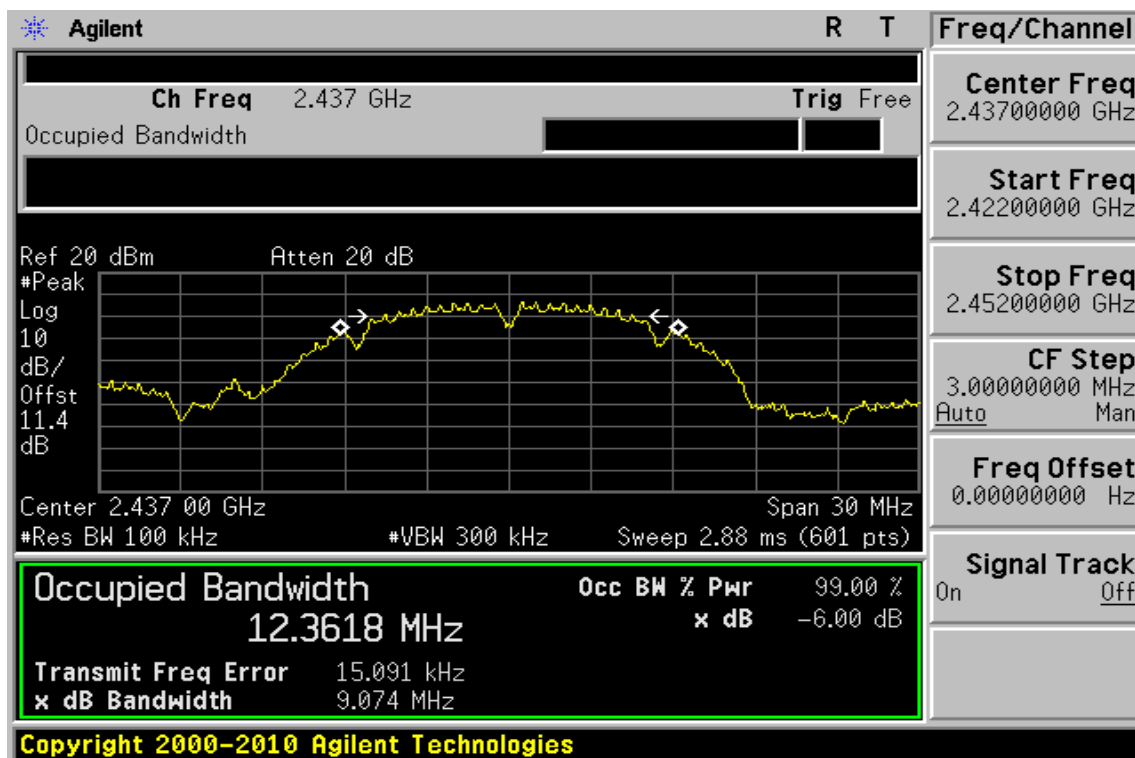 Agilent R T
Freq/Channel
Ch Freq 2.437 GHz Trig Free
Occupied Bandwidth
Center Freq
2.43700000 GHz
Start Freq
2.42200000 GHz
Stop Freq
2.45200000 GHz
CF Step
3.00000000 MHz
Auto Man
Freq Offset
0.00000000 Hz
Signal Track
On Off
Ref 20 dBm Atten 20 dB
#Peak
Log
10
dB/
Offst
11.4
dB
Center 2.437 00 GHz Span 30 MHz
#Res BW 100 kHz #VBW 300 kHz Sweep 2.88 ms (601 pts)
Occupied Bandwidth
12.3618 MHz
Occ BW % Pwr 99.00 %
x dB -6.00 dB
Transmit Freq Error 15.091 kHz
x dB Bandwidth 9.074 MHz
Copyright 2000-2010 Agilent Technologies